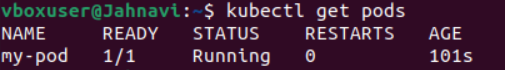 vboxuser@Jahnavi:~$ kubectl get pods
NAME READY STATUS RESTARTS AGE
my-pod 1/1 Running 0 101s